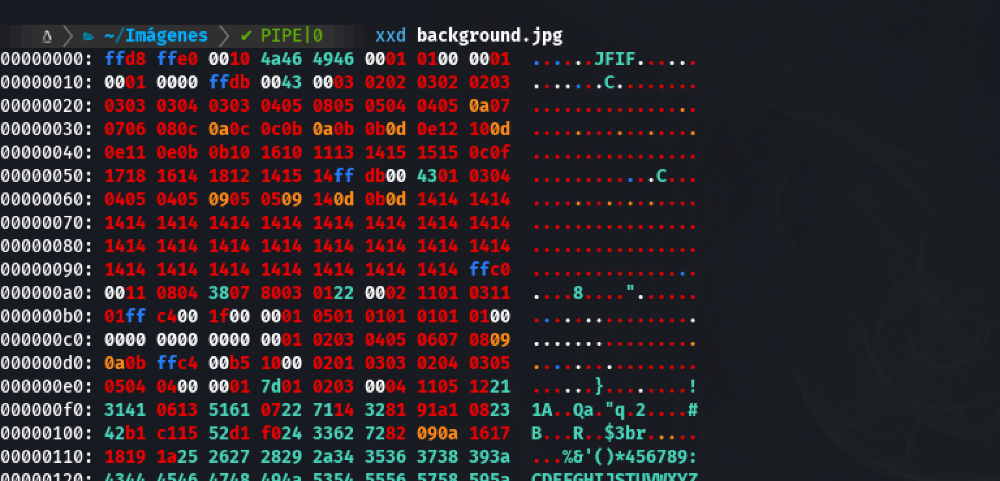 ~/Imágenes ✔ PIPE|0 xxd background.jpg
00000000: ffd8 ffe0 0010 4a46 4946 0001 0100 0001 ......JFIF......
00000010: 0001 0000 ffdb 0043 0003 0202 0302 0203 .......C........
00000020: 0303 0304 0303 0405 0805 0504 0405 0a07 ................
00000030: 0706 080c 0a0c 0c0b 0a0b 0b0d 0e12 100d ................
00000040: 0e11 0e0b 0b10 1610 1113 1415 1515 0c0f ................
00000050: 1718 1614 1812 1415 14ff db00 4301 0304 ............C...
00000060: 0405 0405 0905 0509 140d 0b0d 1414 1414 ................
00000070: 1414 1414 1414 1414 1414 1414 1414 1414 ................
00000080: 1414 1414 1414 1414 1414 1414 1414 1414 ................
00000090: 1414 1414 1414 1414 1414 1414 1414 ffc0 ................
000000a0: 0011 0804 3807 8003 0122 0002 1101 0311 ....8...."......
000000b0: 01ff c400 1f00 0001 0501 0101 0101 0100 ................
000000c0: 0000 0000 0000 0001 0203 0405 0607 0809 ................
000000d0: 0a0b ffc4 00b5 1000 0201 0303 0204 0305 ................
000000e0: 0504 0400 0001 7d01 0203 0004 1105 1221 ......}........!
000000f0: 3141 0613 5161 0722 7114 3281 91a1 0823 1A..Qa."q.2....#
00000100: 42b1 c115 52d1 f024 3362 7282 090a 1617 B...R..$3br.....
00000110: 1819 1a25 2627 2829 2a34 3536 3738 393a ...%&'()*456789:
00000120: 4344 4546 4748 494a 5354 5556 5758 595a CDEFGHIJSTUVWXYZ